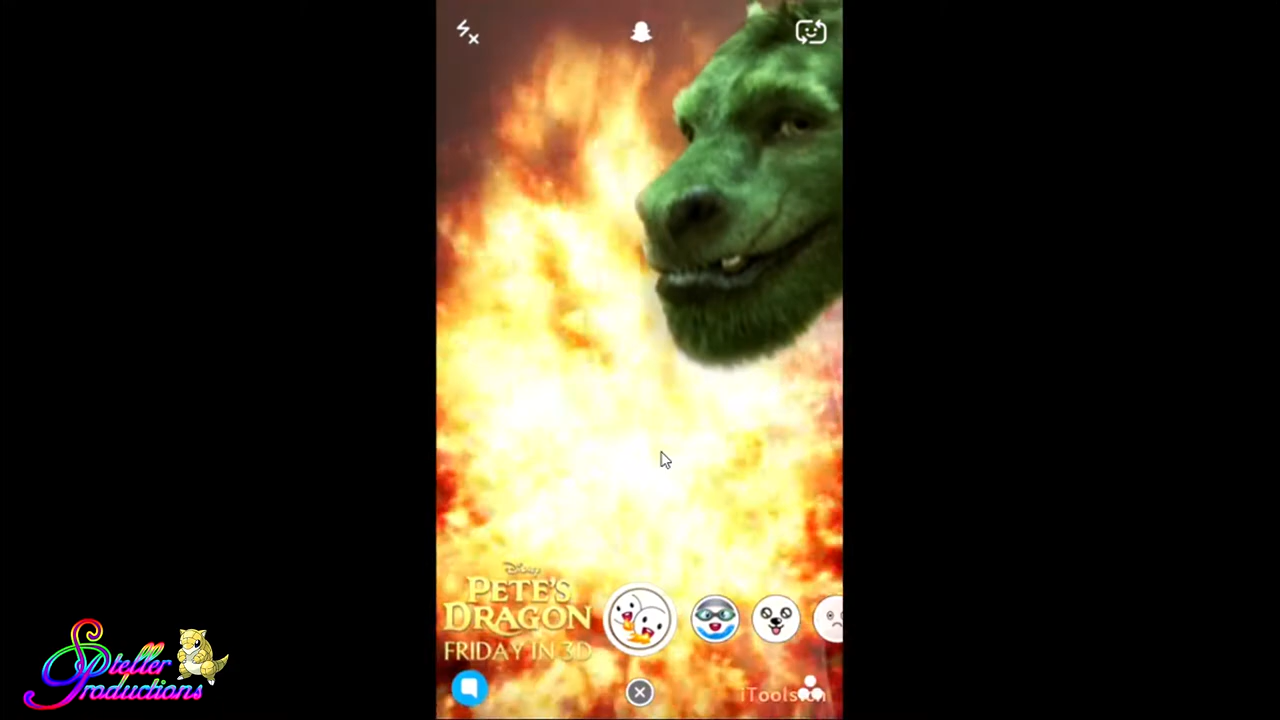 Disney
PETE'S
DRAGON
FRIDAY IN 3D
Steller
Productions